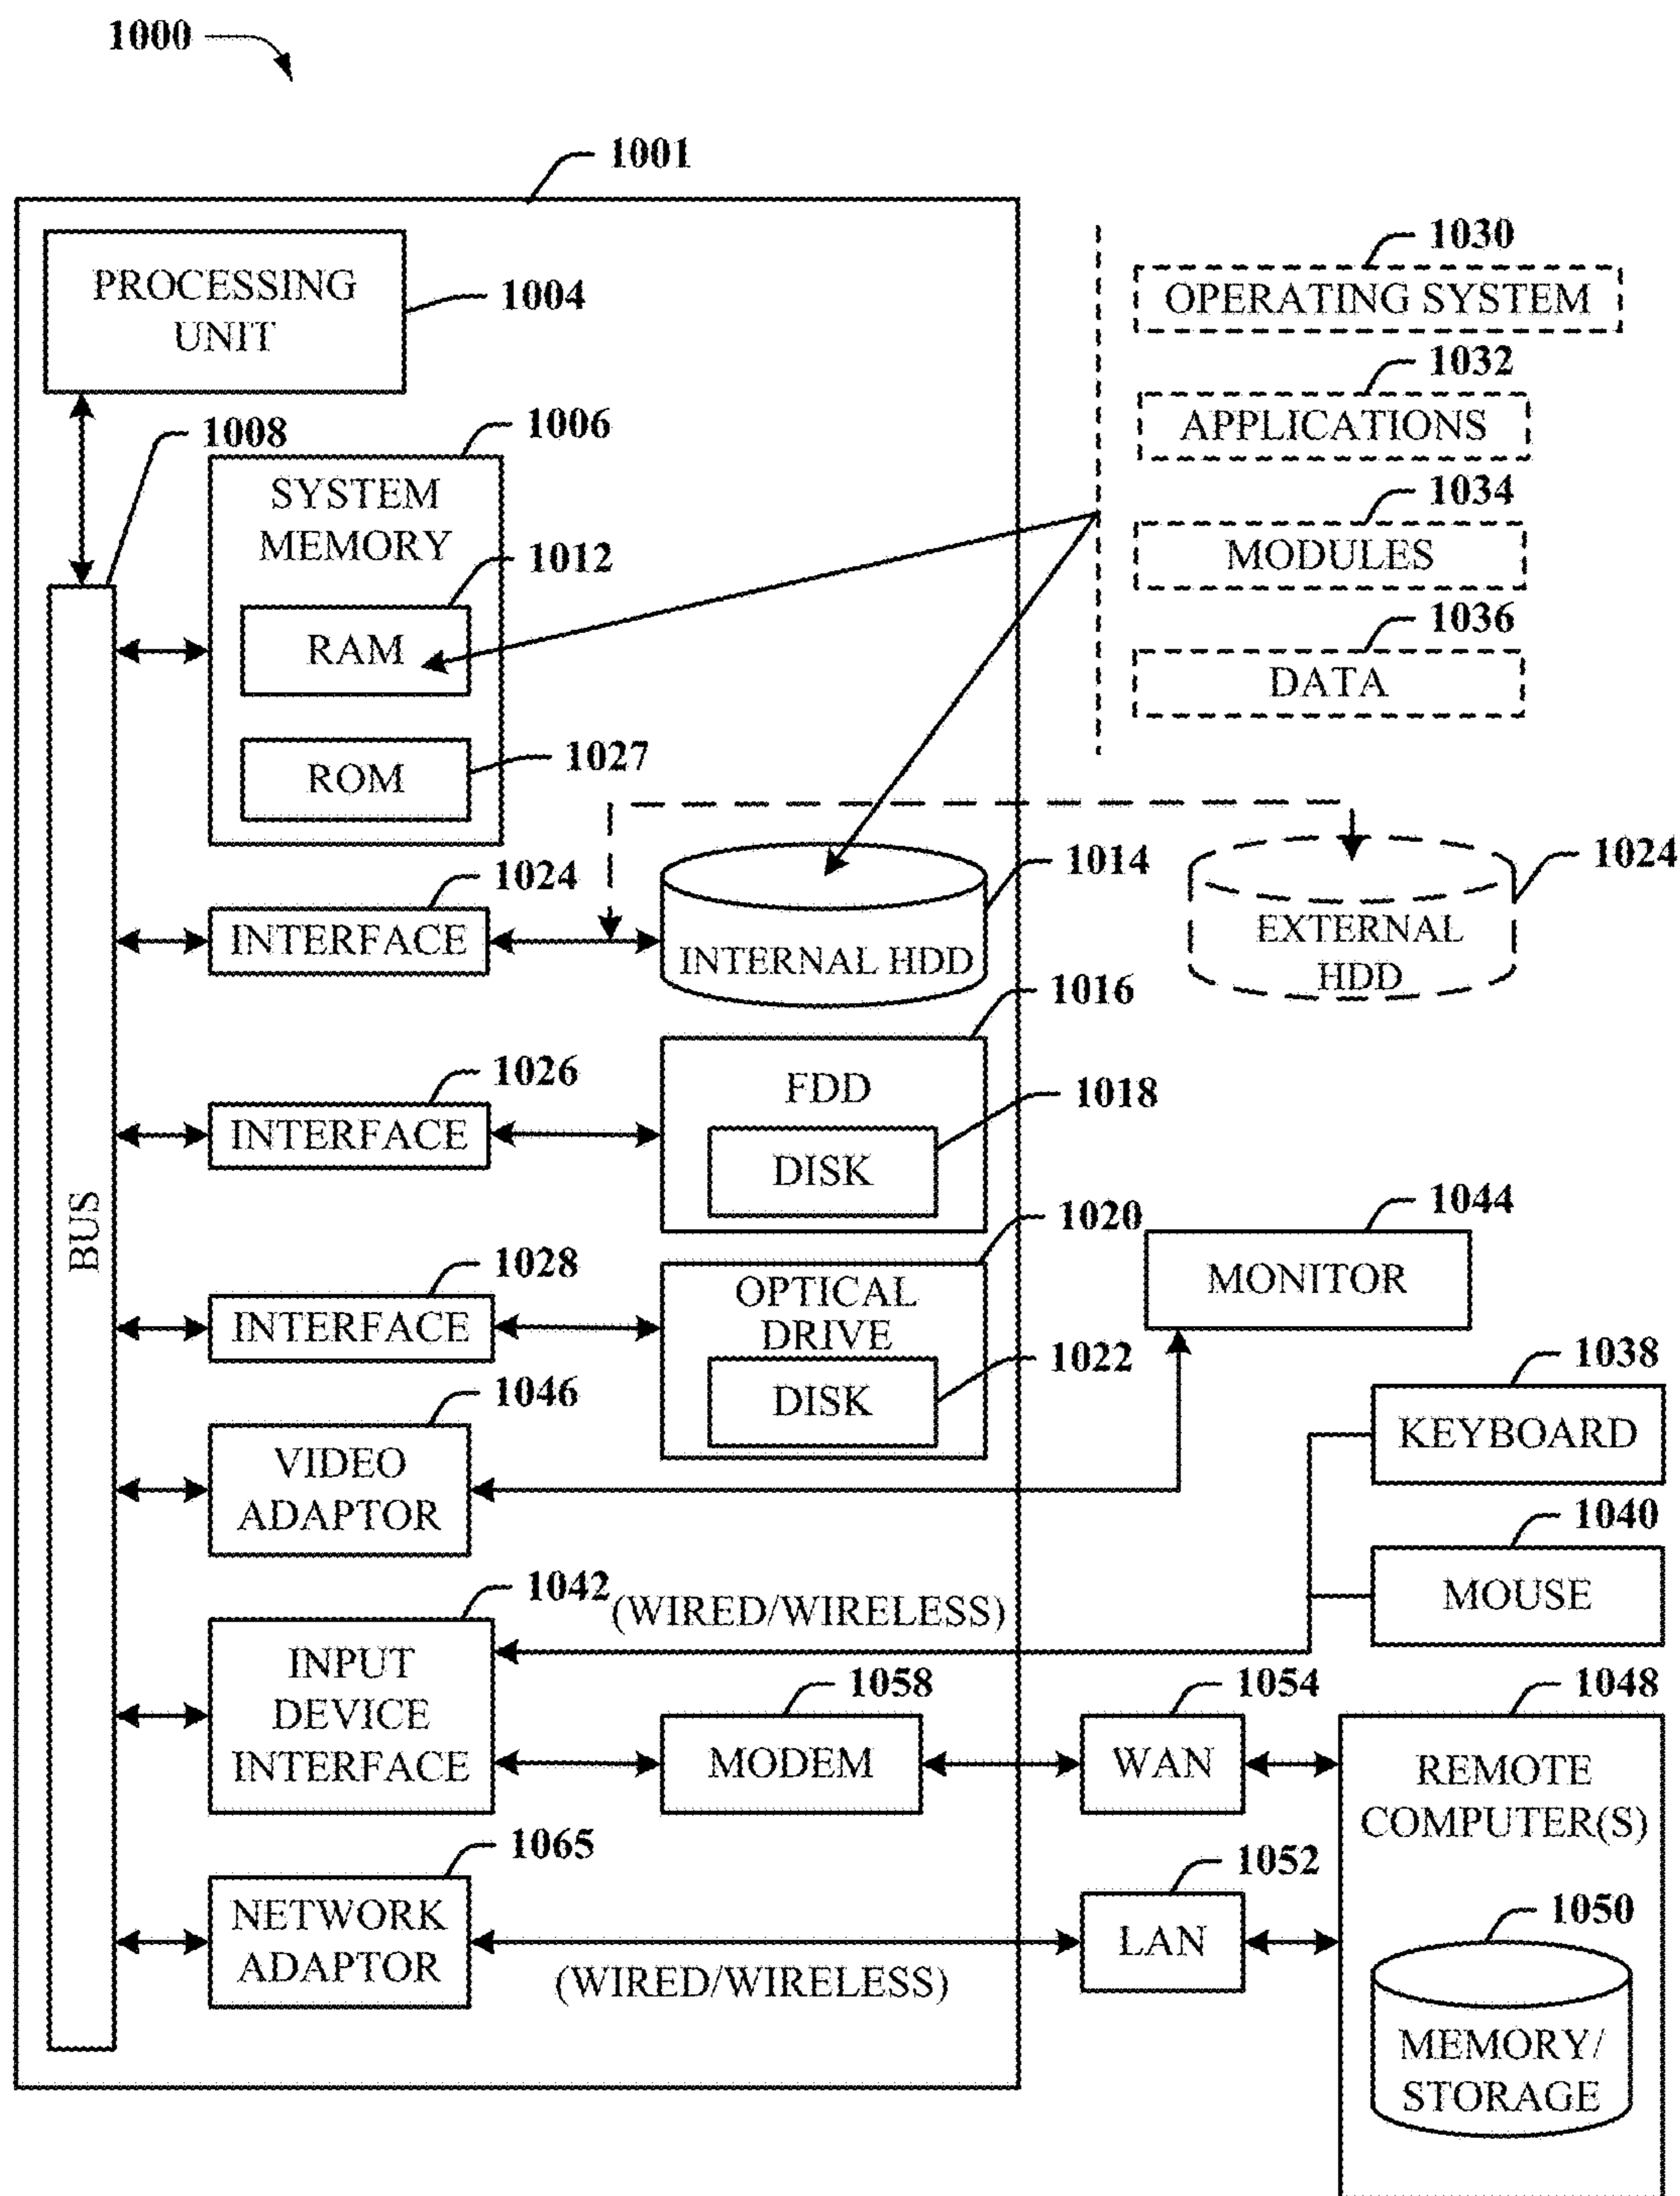 1000
1001
PROCESSING
UNIT
1004
1008
1006
SYSTEM
MEMORY
1012
RAM
ROM
1027
1030
OPERATING SYSTEM
1032
APPLICATIONS
1034
MODULES
1036
DATA
1024
INTERFACE
1014
INTERNAL HDD
1024
EXTERNAL
HDD
1026
INTERFACE
1016
FDD
1018
DISK
BUS
1028
INTERFACE
1020
OPTICAL
DRIVE
1022
DISK
1044
MONITOR
1046
VIDEO
ADAPTOR
1038
KEYBOARD
1040
MOUSE
1042
(WIRED/WIRELESS)
INPUT
DEVICE
INTERFACE
1058
MODEM
1054
WAN
1048
REMOTE
COMPUTER(S)
1065
NETWORK
ADAPTOR
(WIRED/WIRELESS)
1052
LAN
1050
MEMORY/
STORAGE